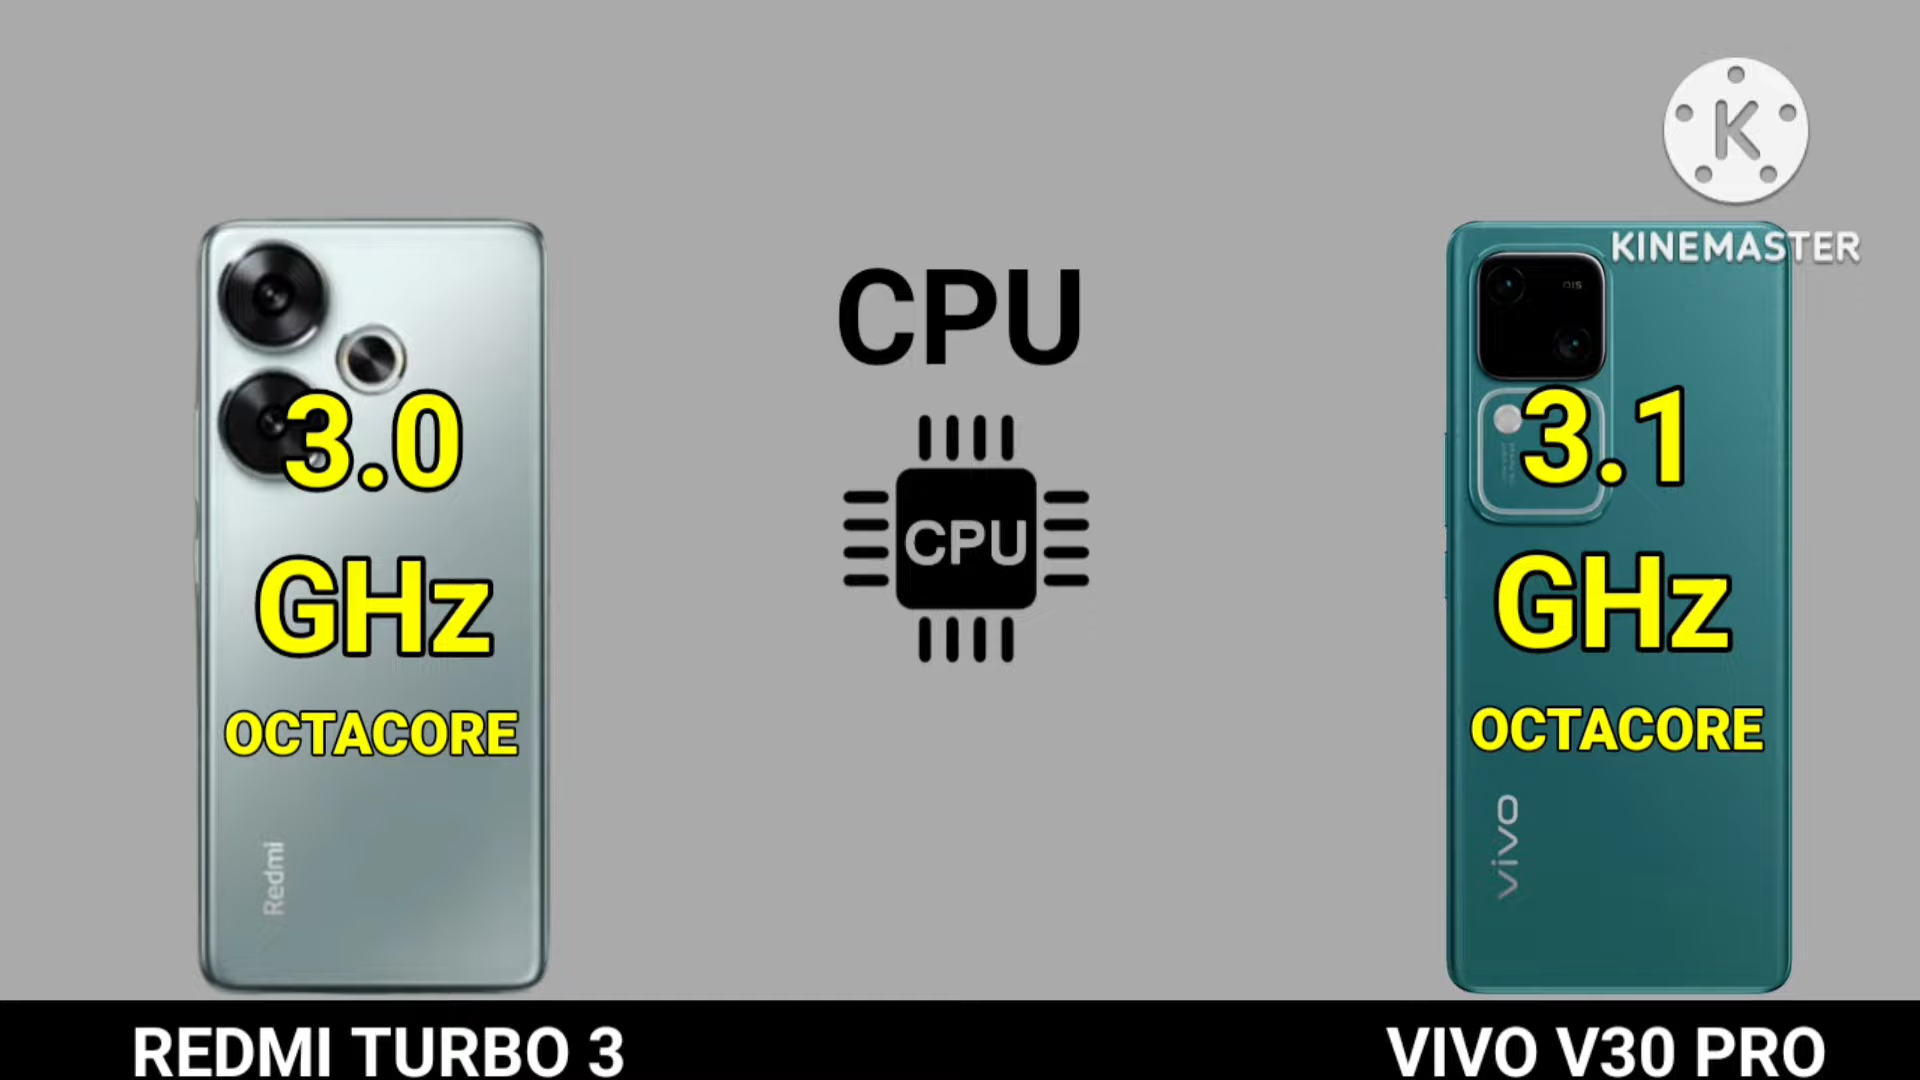 KINEMASTER
CPU
OIS
3.0
GHz
OCTACORE
Redmi
CPU
3.1
GHz
OCTACORE
vivo
REDMI TURBO 3
VIVO V30 PRO